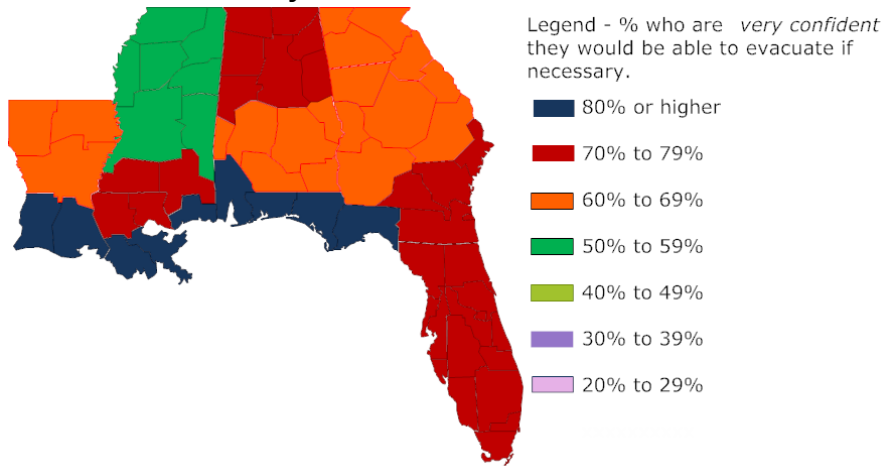 Legend - % who are very confident
they would be able to evacuate if
necessary.
80% or higher
70% to 79%
60% to 69%
50% to 59%
40% to 49%
30% to 39%
20% to 29%